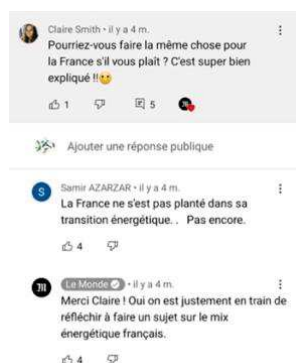 Claire Smith • il y a 4 m.
Pourriez-vous faire la même chose pour
la France s'il vous plaît ? C'est super bien
expliqué !!🙂
1 5
Ajouter une réponse publique
S
Samir AZARZAR • il y a 4 m.
La France ne s'est pas planté dans sa
transition énergétique. . Pas encore.
4
M
Le Monde • il y a 4 m.
Merci Claire ! Oui on est justement en train de
réfléchir à faire un sujet sur le mix
énergétique français.
4